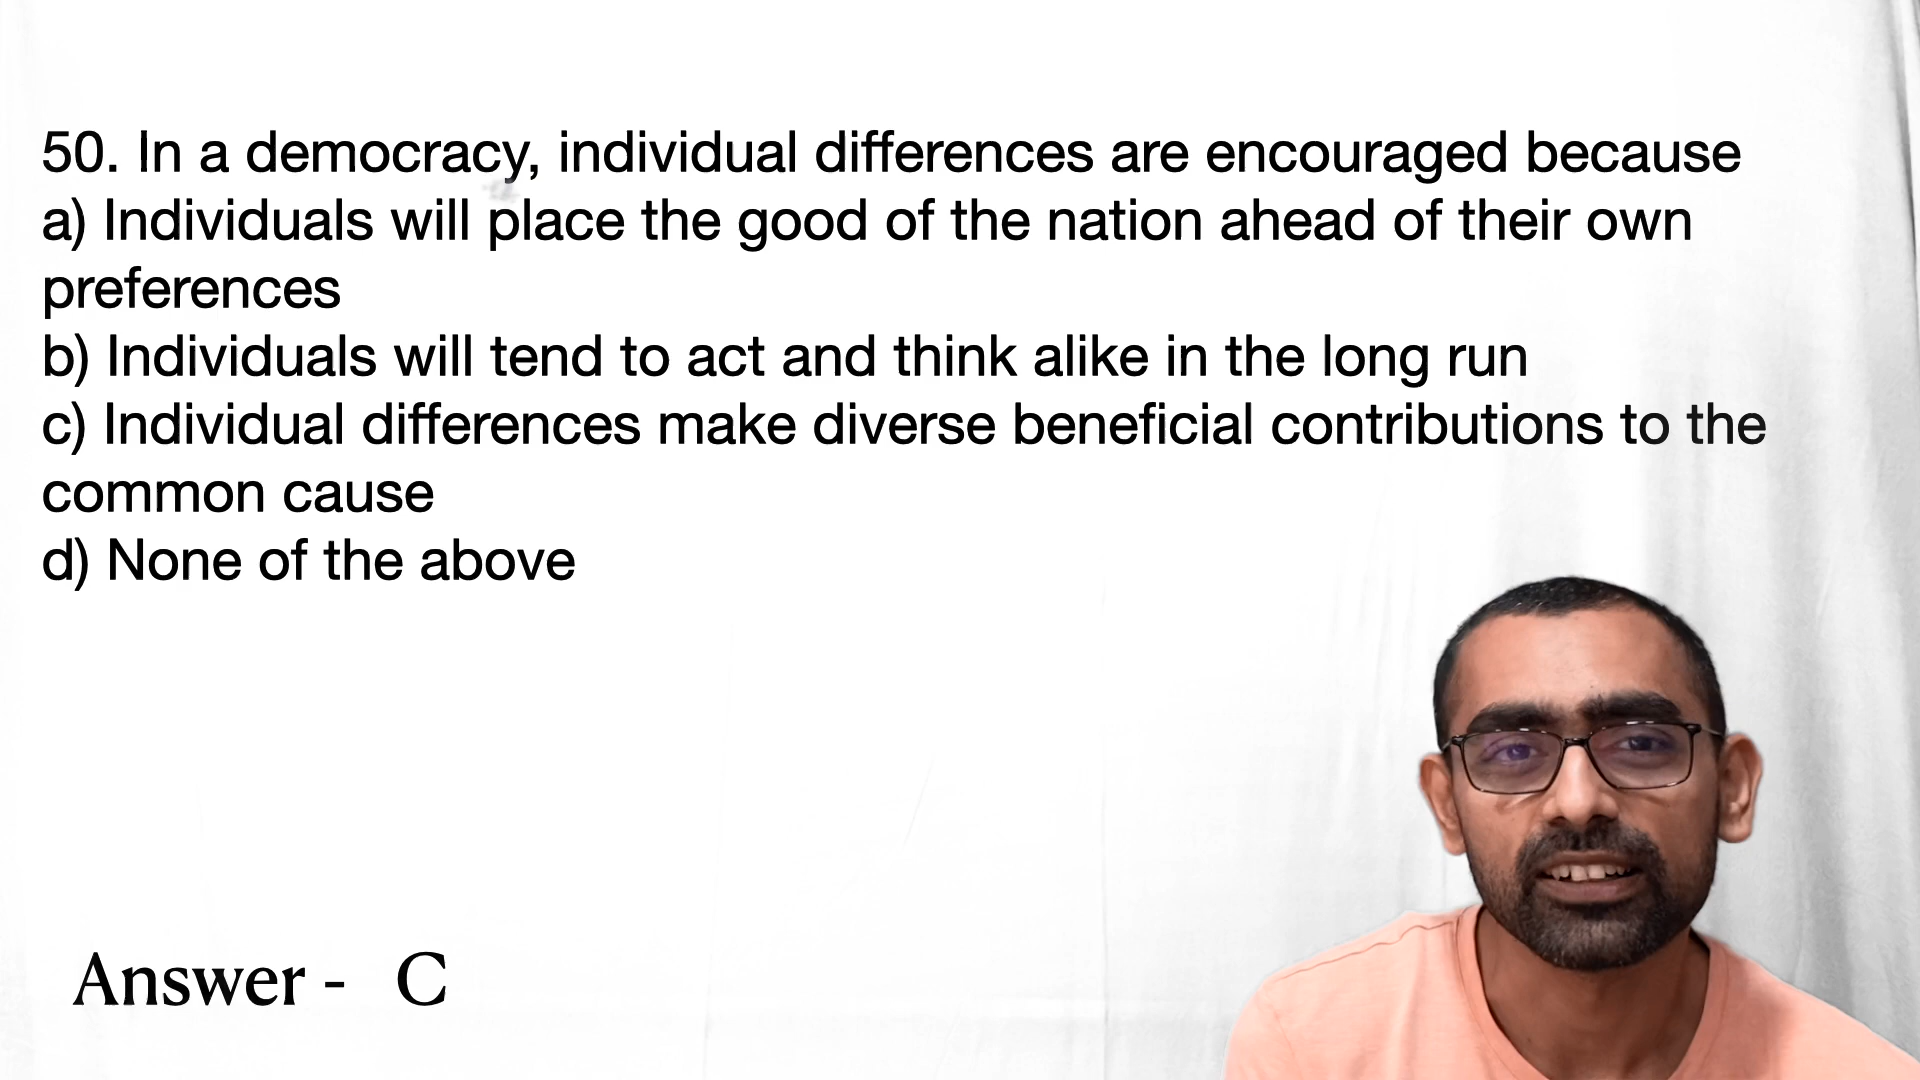 50. In a democracy, individual differences are encouraged because
a) Individuals will place the good of the nation ahead of their own
preferences
b) Individuals will tend to act and think alike in the long run
c) Individual differences make diverse beneficial contributions to the
common cause
d) None of the above
Answer - C